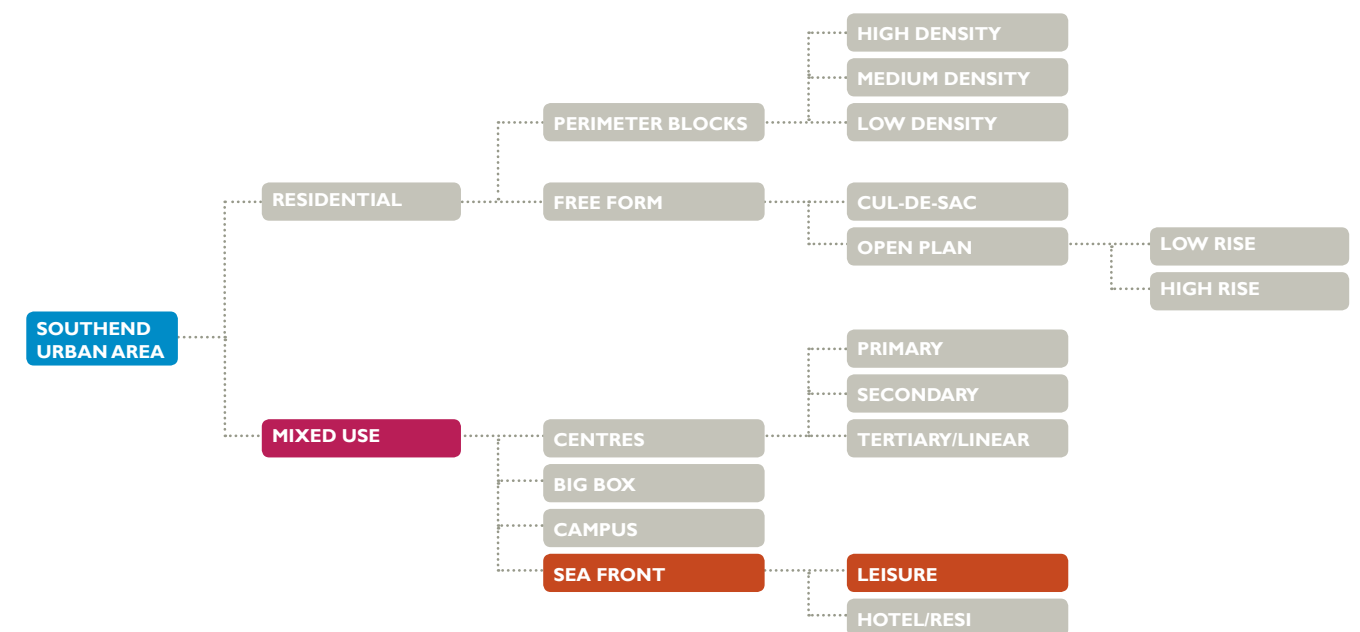 HIGH DENSITY
MEDIUM DENSITY
PERIMETER BLOCKS
LOW DENSITY
RESIDENTIAL
FREE FORM
CUL-DE-SAC
OPEN PLAN
LOW RISE
HIGH RISE
SOUTHEND
URBAN AREA
PRIMARY
SECONDARY
MIXED USE
CENTRES
TERTIARY/LINEAR
BIG BOX
CAMPUS
SEA FRONT
LEISURE
HOTEL/RESI